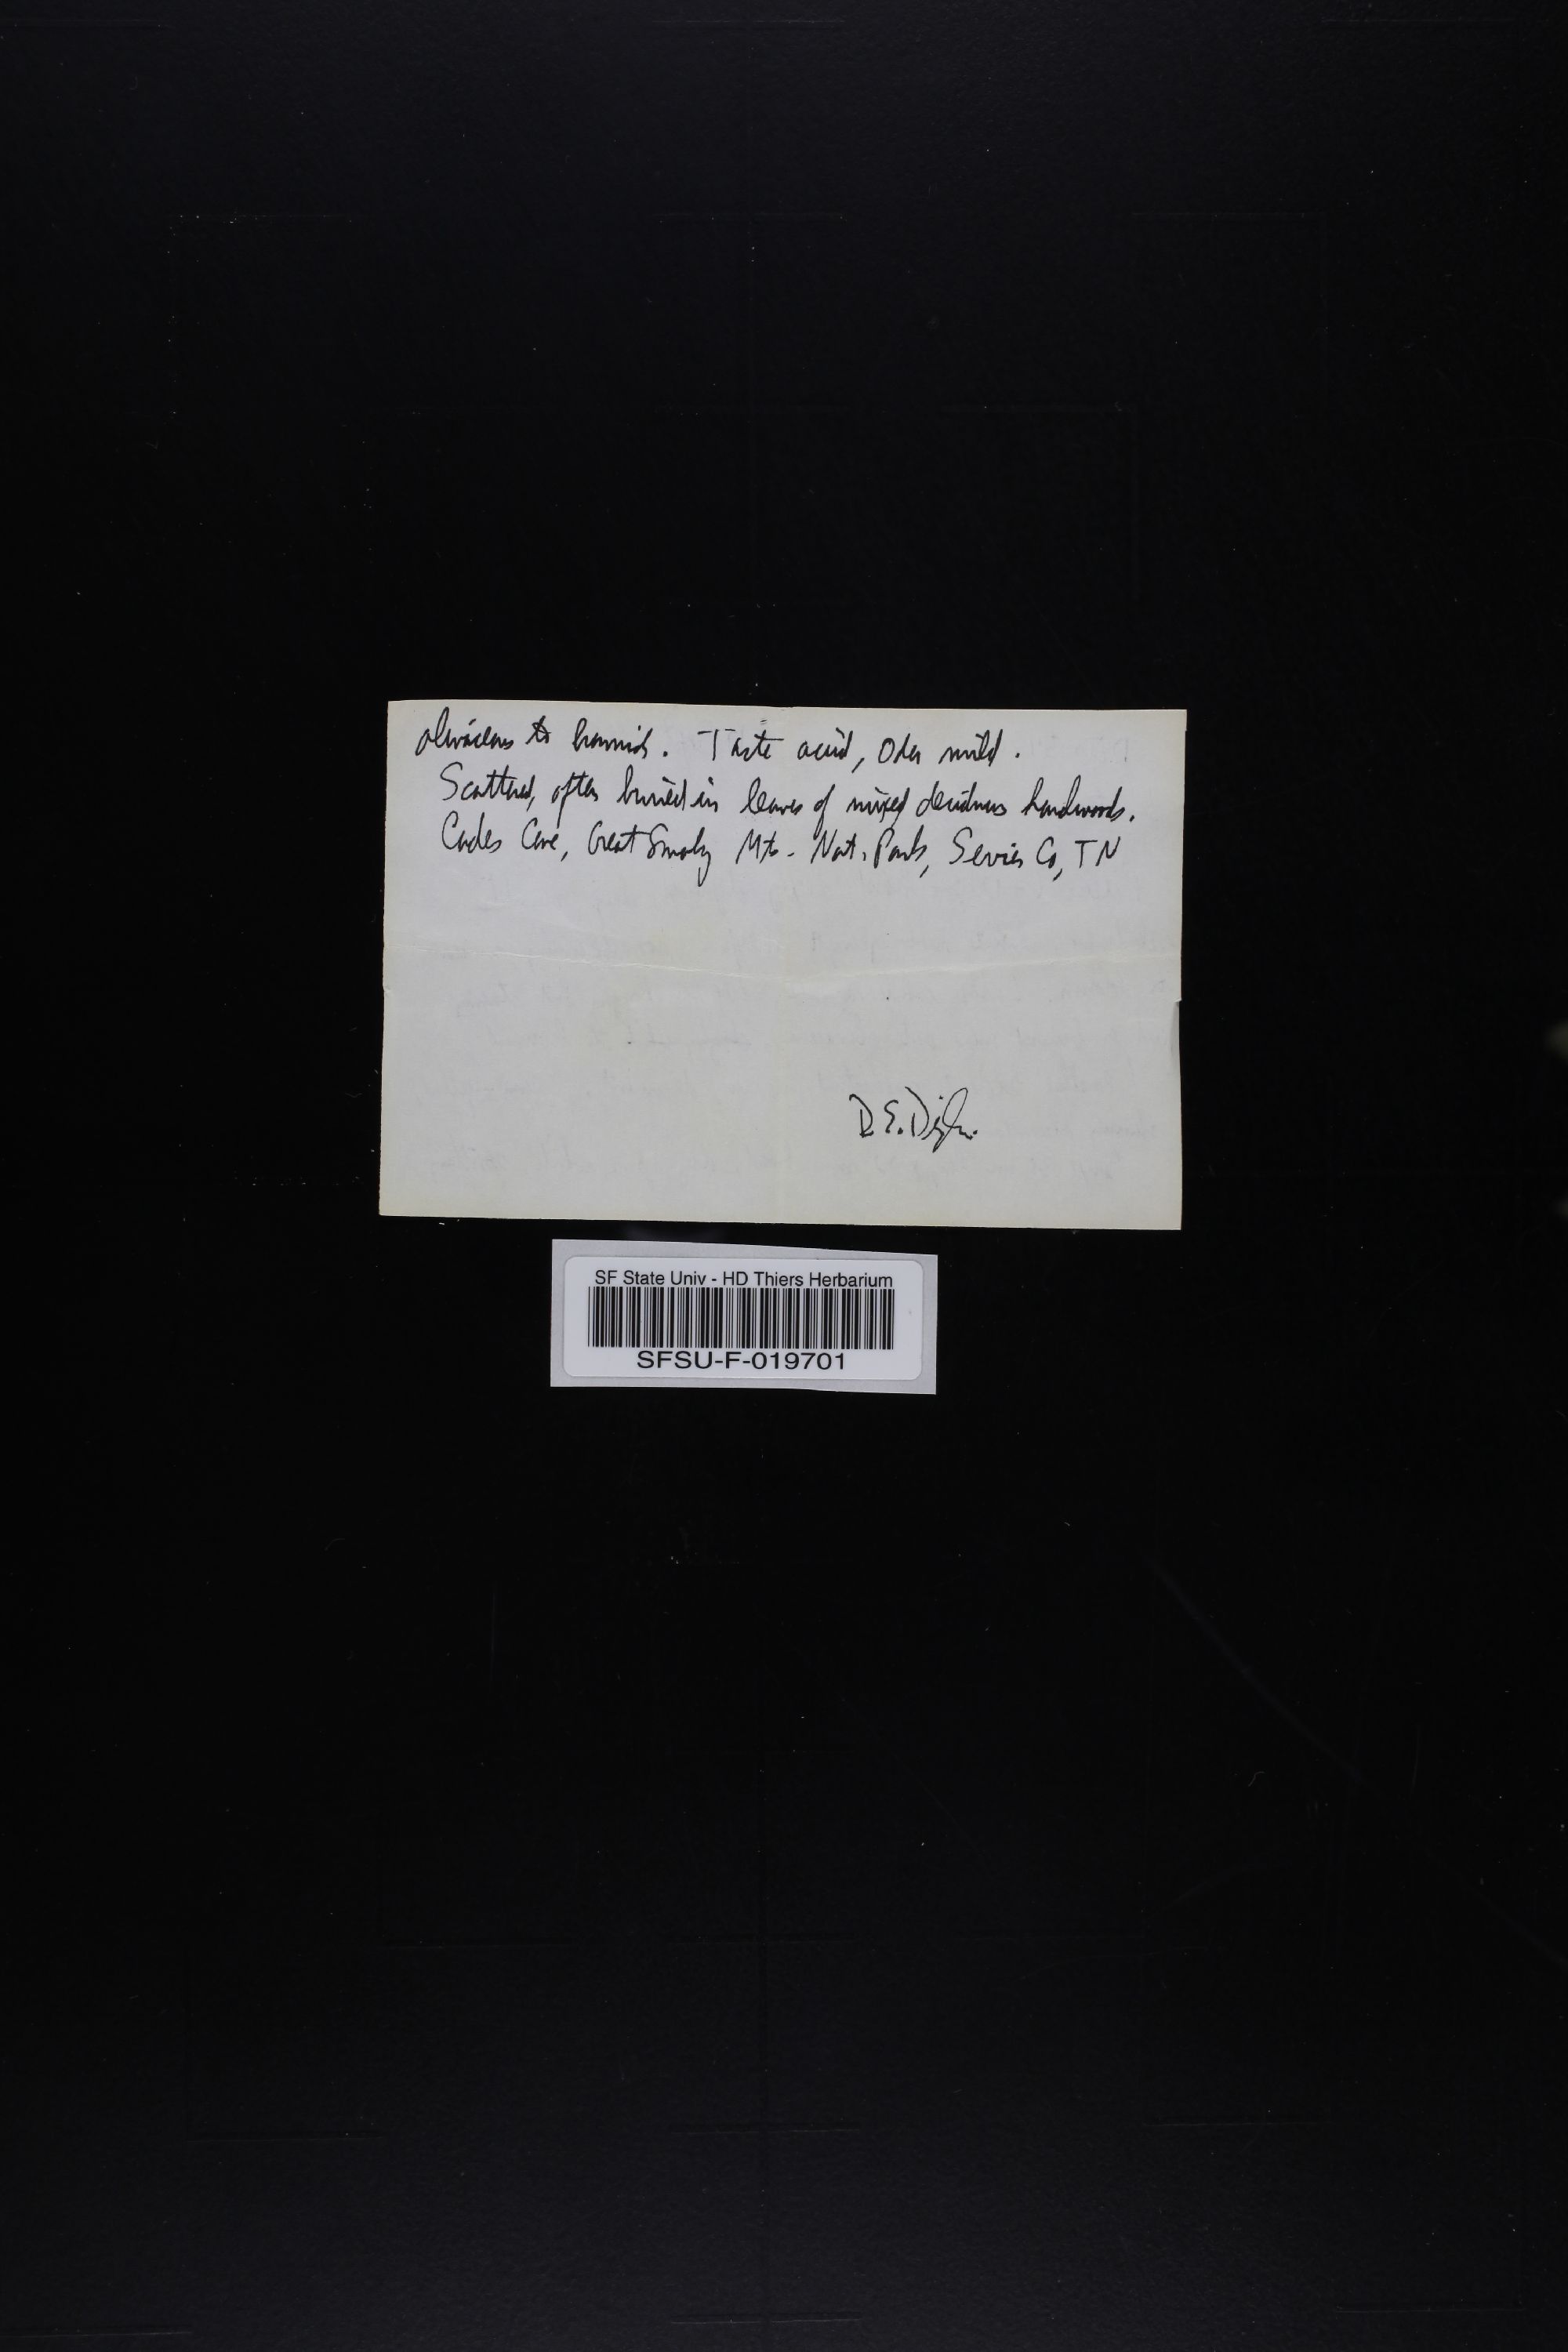 olivaceous to brownish. Taste acid, Odor mild.
Scattered, often buried in leaves of mixed deciduous hardwoods.
Cades Cove, Great Smoky Mts. Nat. Park, Sevier Co, TN
D.E.
SF State Univ - HD Thiers Herbarium
SFSU-F-019701